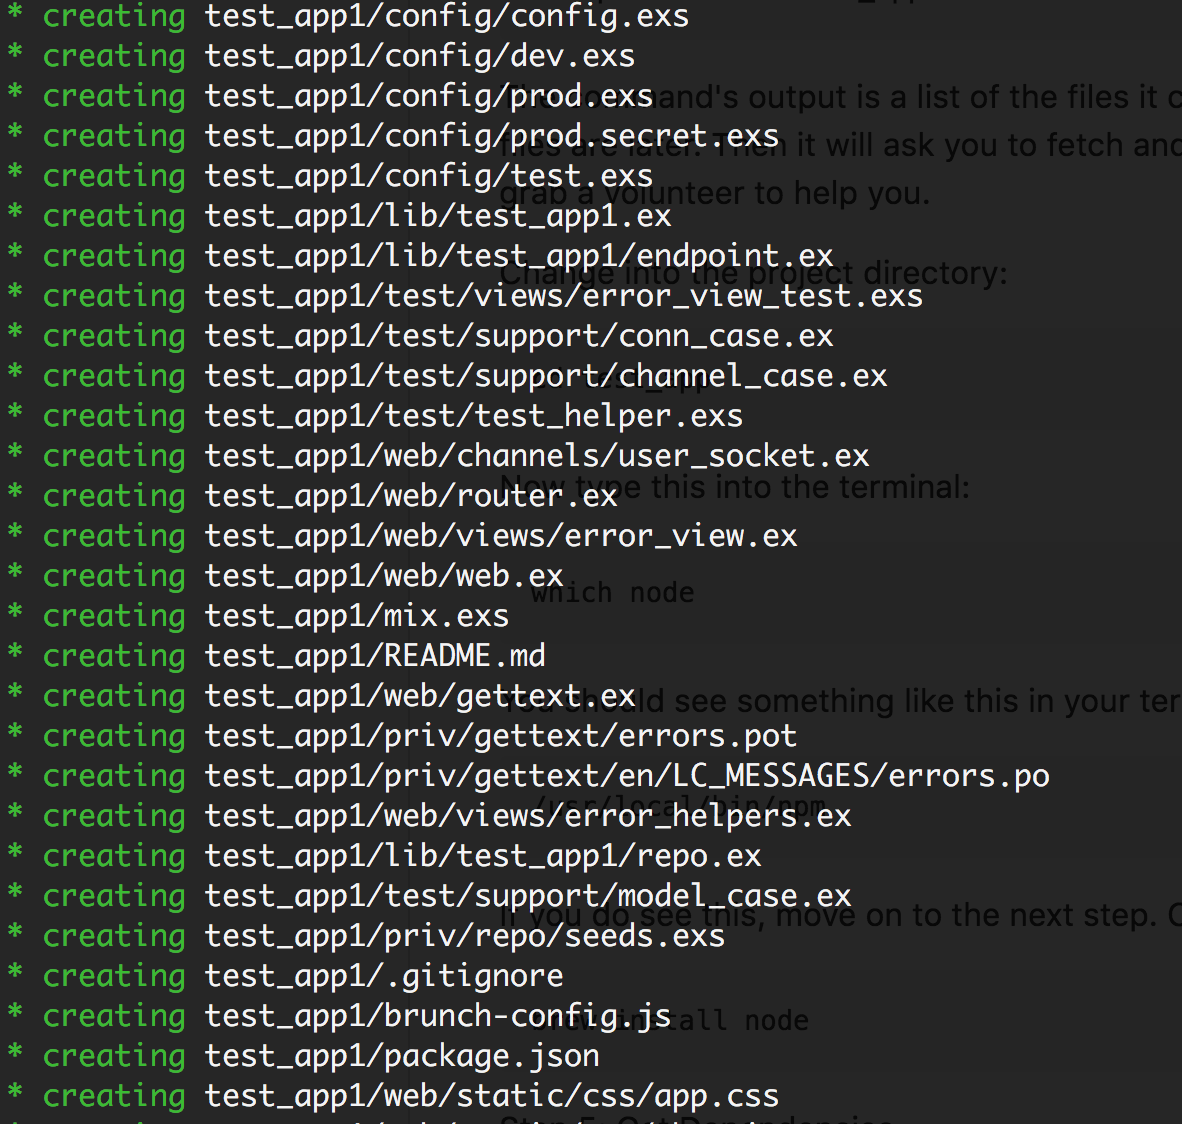 * creating test_app1/config/config.exs
* creating test_app1/config/dev.exs
* creating test_app1/config/prod.exs
The command's output is a list of the files it c
* creating test_app1/config/prod.secret.exs
files are later. Then it will ask you to fetch and
* creating test_app1/config/test.exs
grab a volunteer to help you.
* creating test_app1/lib/test_app1.ex
* creating test_app1/lib/test_app1/endpoint.ex
Change into the project directory:
* creating test_app1/test/views/error_view_test.exs
* creating test_app1/test/support/conn_case.ex
* creating test_app1/test/support/channel_case.ex
test_app
* creating test_app1/test/test_helper.exs
* creating test_app1/web/channels/user_socket.ex
Now type this into the terminal:
* creating test_app1/web/router.ex
* creating test_app1/web/views/error_view.ex
* creating test_app1/web/web.ex
which node
* creating test_app1/mix.exs
* creating test_app1/README.md
* creating test_app1/web/gettext.ex
You should see something like this in your ter
* creating test_app1/priv/gettext/errors.pot
* creating test_app1/priv/gettext/en/LC_MESSAGES/errors.po
* creating test_app1/web/views/error_helpers.ex
/usr/local/bin/npm
* creating test_app1/lib/test_app1/repo.ex
* creating test_app1/test/support/model_case.ex
If you do see this, move on to the next step. O
* creating test_app1/priv/repo/seeds.exs
* creating test_app1/.gitignore
* creating test_app1/brunch-config.js
brew install node
* creating test_app1/package.json
* creating test_app1/web/static/css/app.css